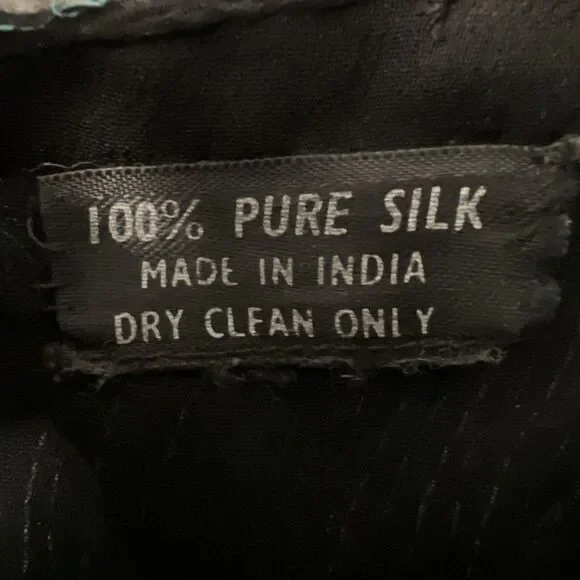 100% PURE SILK
MADE IN INDIA
DRY CLEAN ONLY